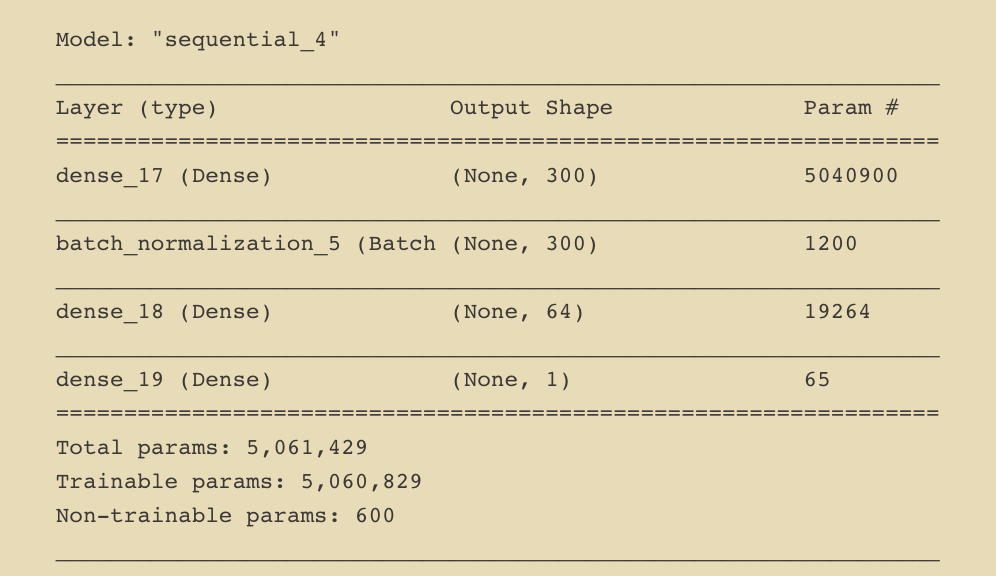 Model: "sequential_4"
_________________________________________________________________
Layer (type)                 Output Shape              Param #
=================================================================
dense_17 (Dense)             (None, 300)               5040900
_________________________________________________________________
batch_normalization_5 (Batch (None, 300)               1200
_________________________________________________________________
dense_18 (Dense)             (None, 64)                19264
_________________________________________________________________
dense_19 (Dense)             (None, 1)                 65
=================================================================
Total params: 5,061,429
Trainable params: 5,060,829
Non-trainable params: 600
_________________________________________________________________